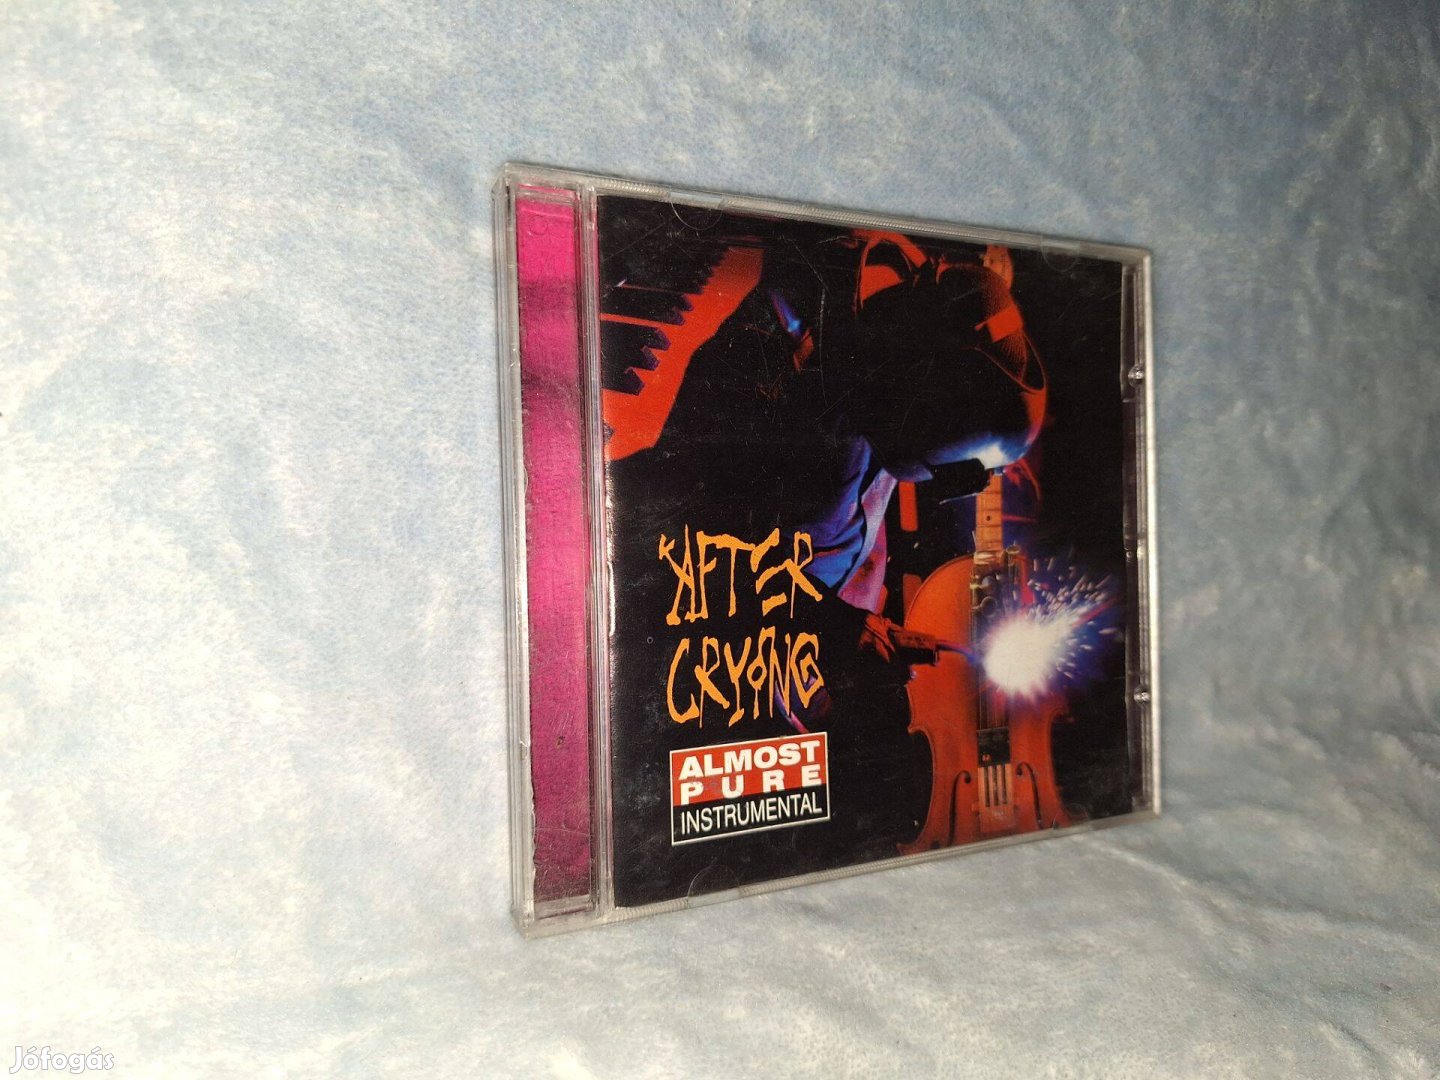 AFTER
CRYING
ALMOST
PURE
INSTRUMENTAL
Jófogás